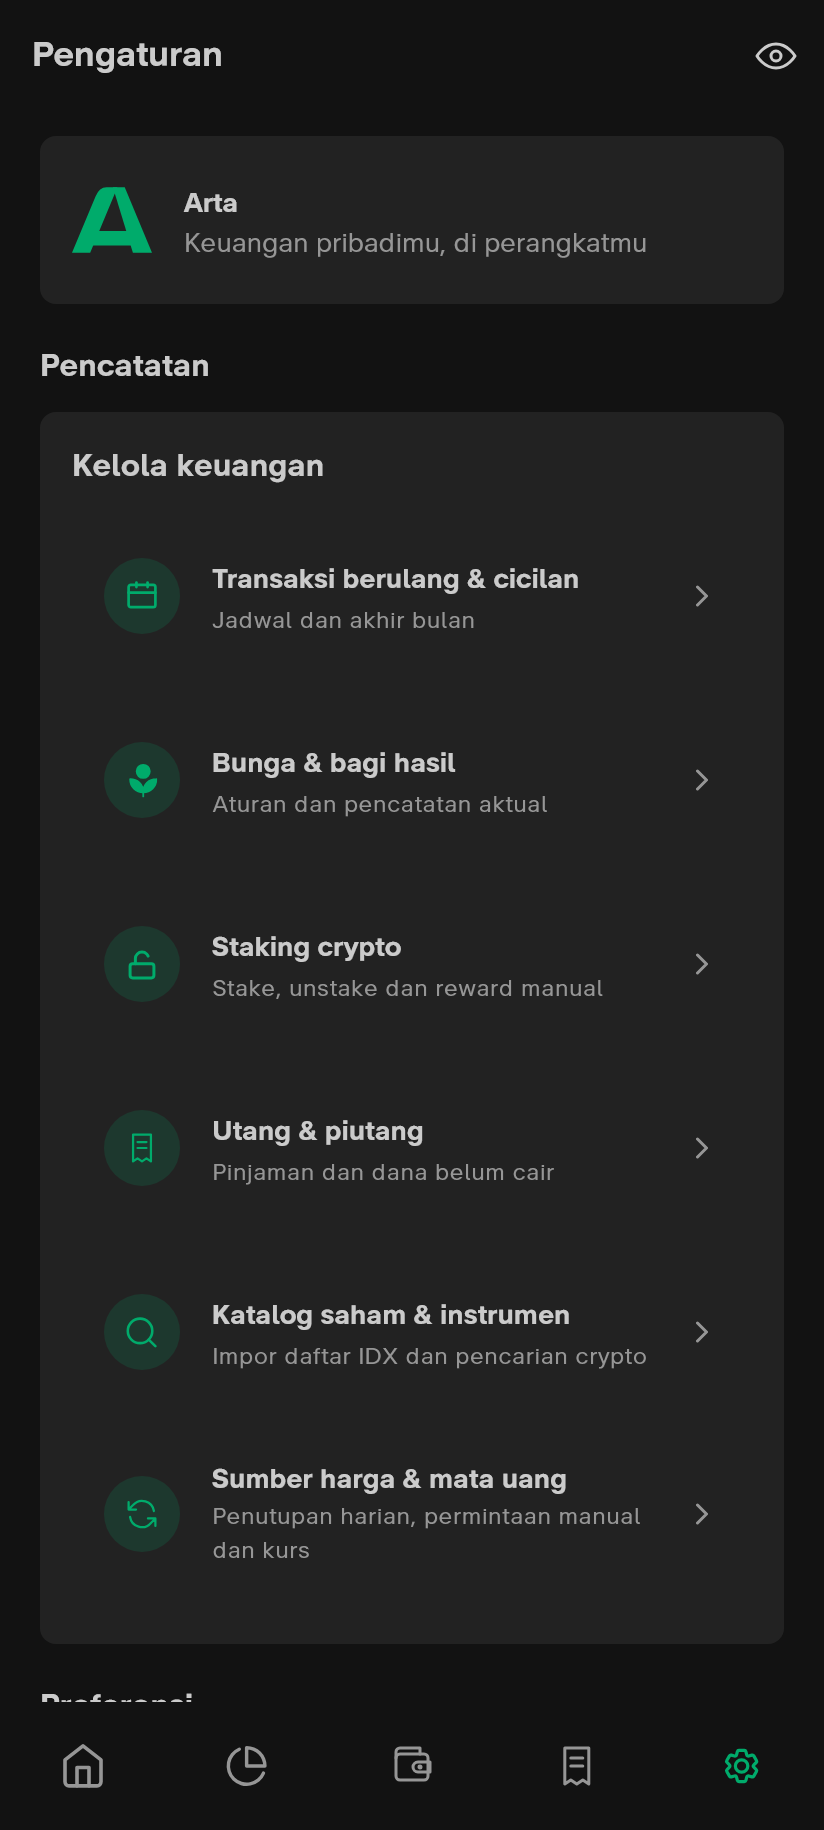 Pengaturan
Arta
Keuangan pribadimu, di perangkatmu
Pencatatan
Kelola keuangan
Transaksi berulang & cicilan
Jadwal dan akhir bulan
Bunga & bagi hasil
Aturan dan pencatatan aktual
Staking crypto
Stake, unstake dan reward manual
Utang & piutang
Pinjaman dan dana belum cair
Katalog saham & instrumen
Impor daftar IDX dan pencarian crypto
Sumber harga & mata uang
Penutupan harian, permintaan manual
dan kurs
Preferensi